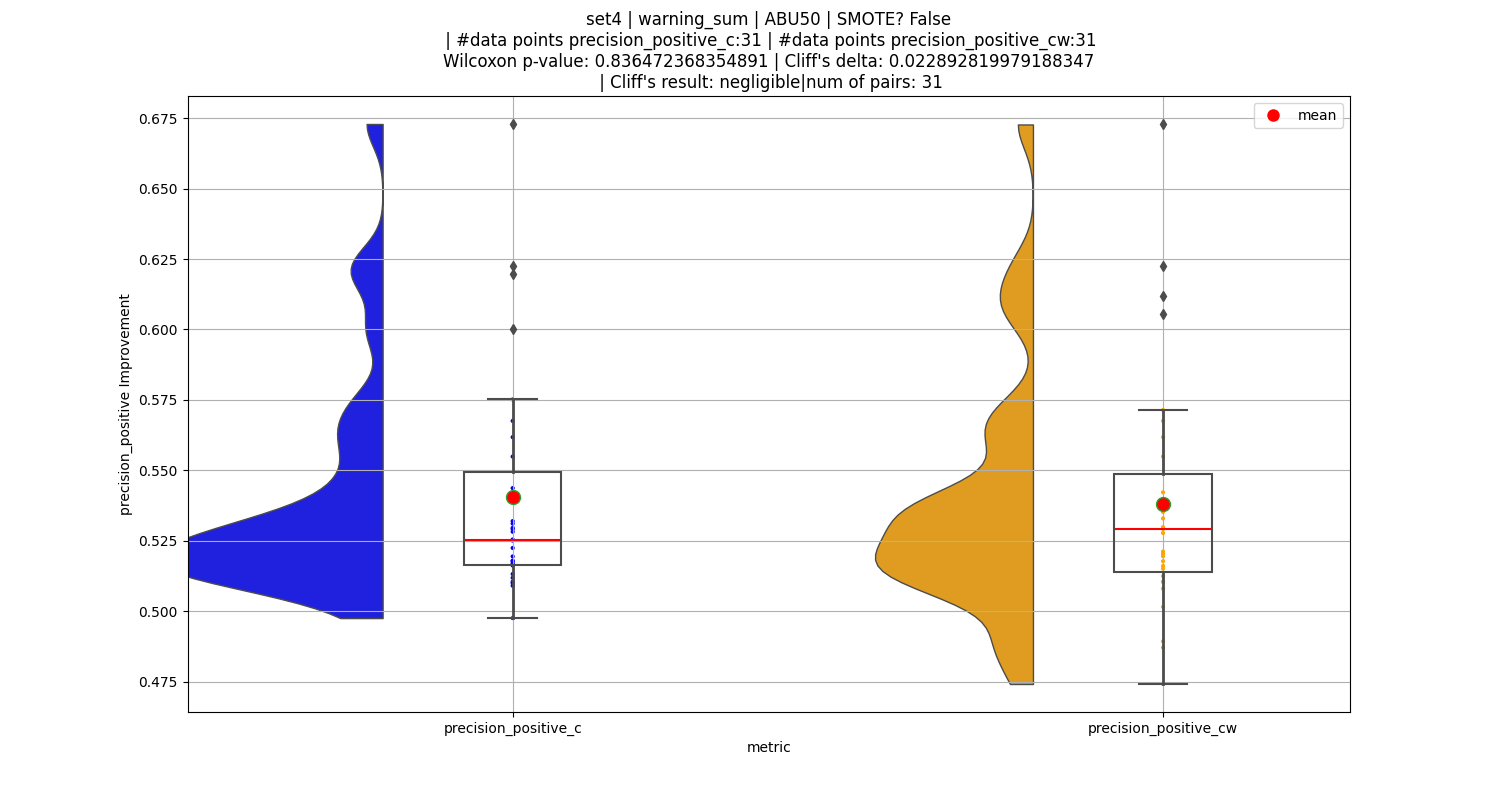 set4 | warning_sum | ABU50 | SMOTE? False
| #data points precision_positive_c:31 | #data points precision_positive_cw:31
Wilcoxon p-value: 0.836472368354891 | Cliff's delta: 0.022892819979188347
| Cliff's result: negligible|num of pairs: 31
mean
0.675
0.650
0.625
0.600
0.575
0.550
0.525
0.500
0.475
precision_positive Improvement
precision_positive_c
precision_positive_cw
metric